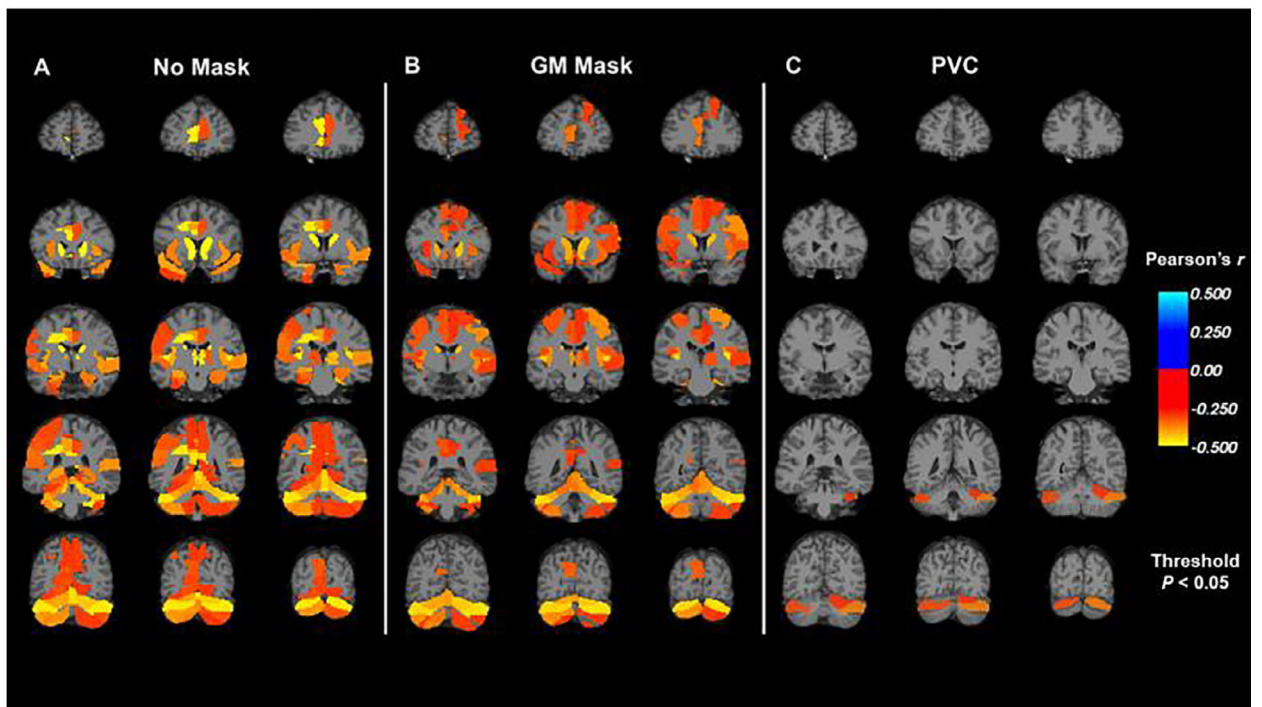 A No Mask
B GM Mask
C PVC
Pearson's r
0.500
0.250
0.00
-0.250
-0.500
Threshold
P < 0.05